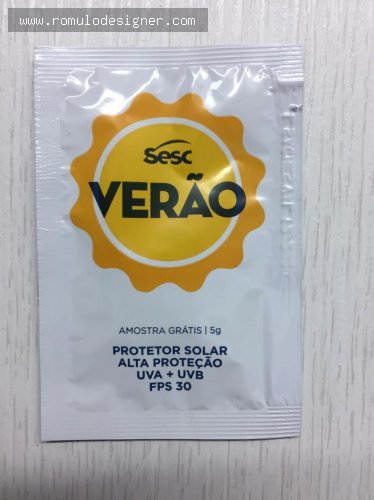 www.romulodesigner.com
Sesc
VERÃO
AMOSTRA GRÁTIS | 5g
PROTETOR SOLAR
ALTA PROTEÇÃO
UVA + UVB
FPS 30